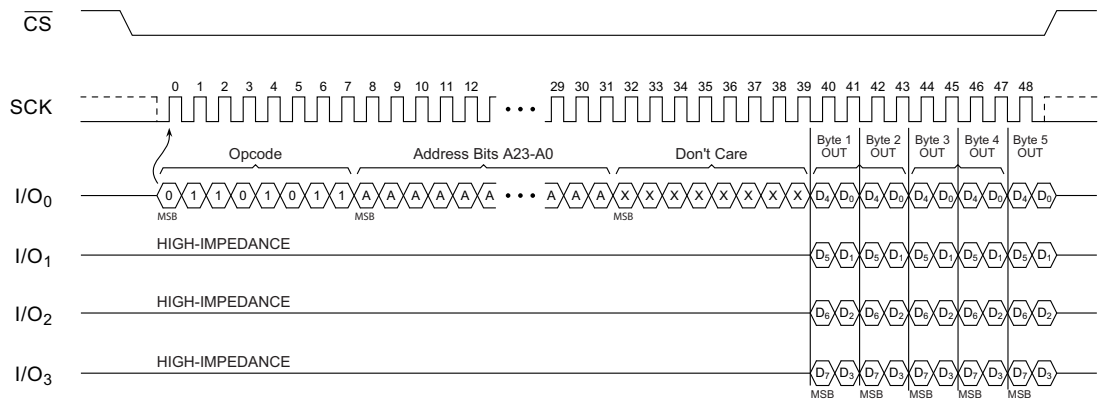 CS
SCK
0 1 2 3 4 5 6 7 8 9 10 11 12 • • • 29 30 31 32 33 34 35 36 37 38 39 40 41 42 43 44 45 46 47 48
Opcode Address Bits A23-A0 Don't Care Byte 1 OUT Byte 2 OUT Byte 3 OUT Byte 4 OUT Byte 5 OUT
I/O0 0 1 1 0 1 0 1 1 A A A A A A • • • A A A X X X X X X X X D4 D0 D4 D0 D4 D0 D4 D0 D4 D0
MSB MSB MSB
I/O1 HIGH-IMPEDANCE D5 D1 D5 D1 D5 D1 D5 D1 D5 D1
I/O2 HIGH-IMPEDANCE D6 D2 D6 D2 D6 D2 D6 D2 D6 D2
I/O3 HIGH-IMPEDANCE D7 D3 D7 D3 D7 D3 D7 D3 D7 D3
MSB MSB MSB MSB MSB